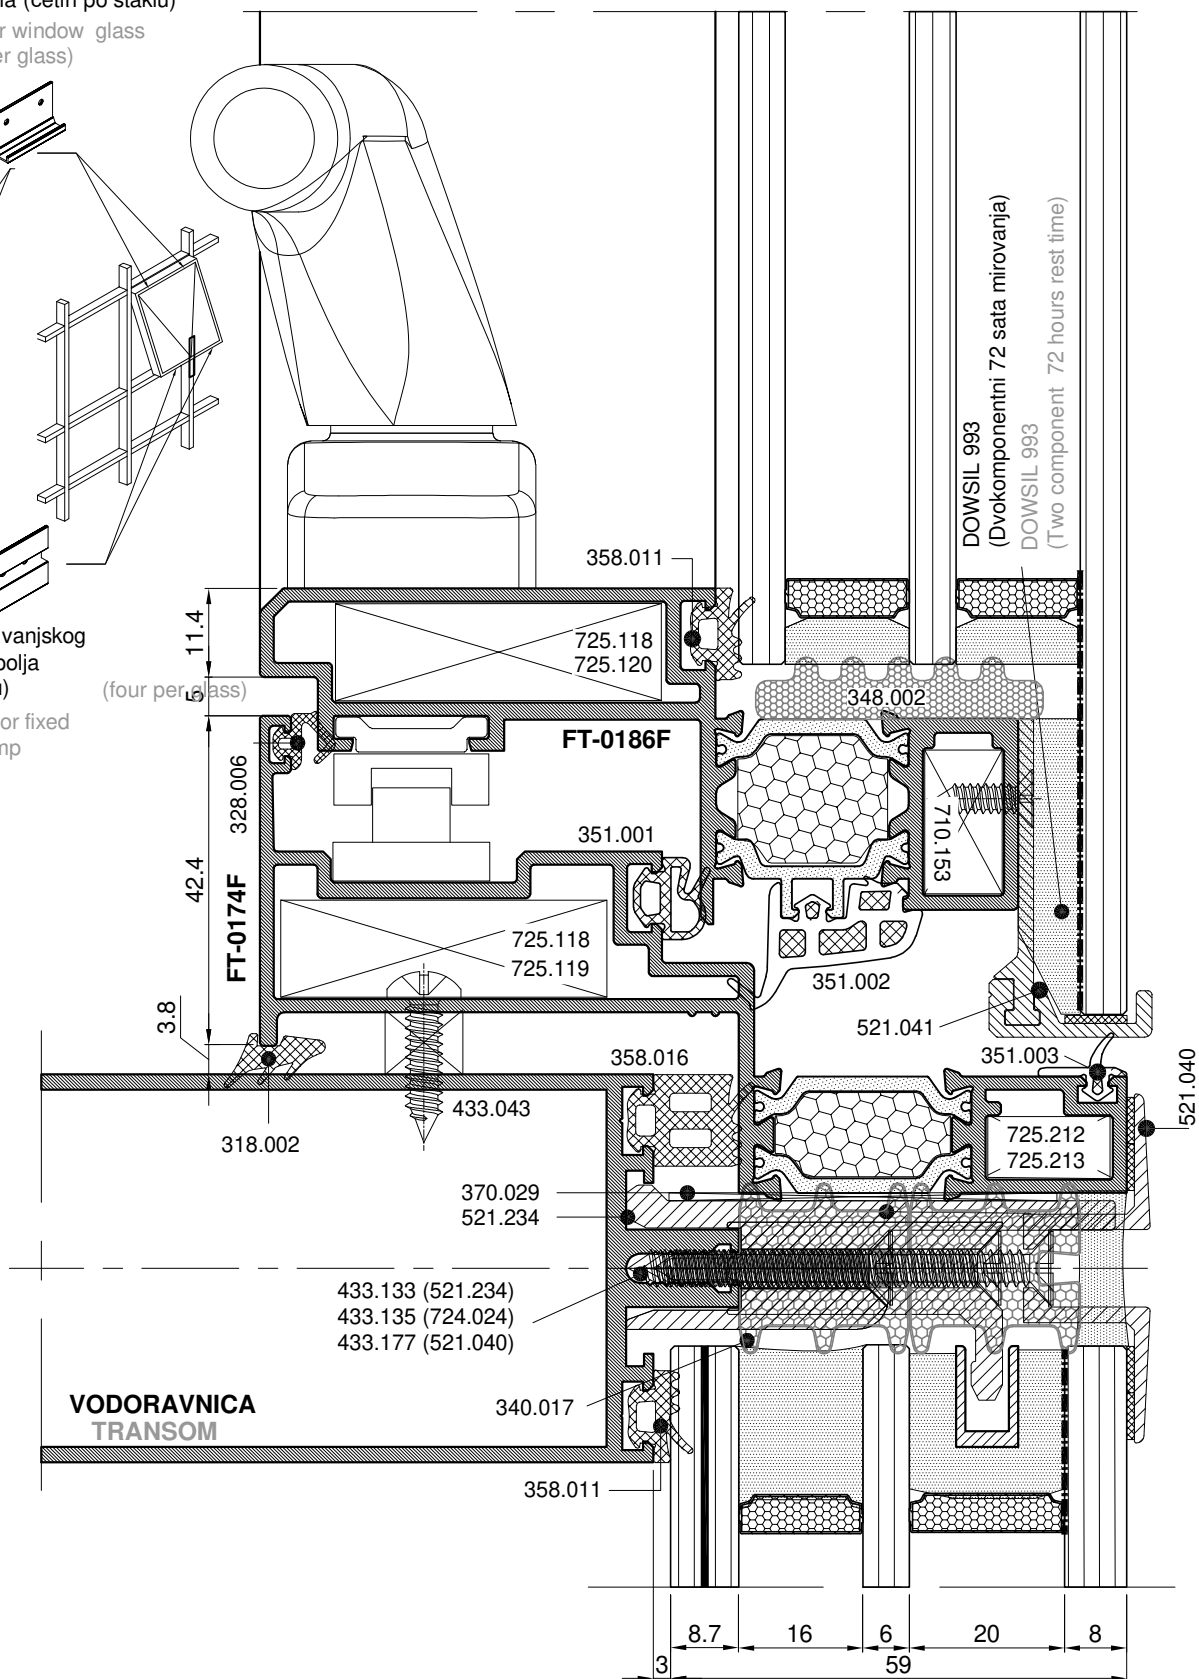 a (četiri po staklu)
r window glass
er glass)
DOWSIL 993
(Dvokomponentni 72 sata mirovanja)
DOWSIL 993
(Two component 72 hours rest time)
358.011
11.4
725.118
725.120
vanjskog
polja
(four per glass)
5
or fixed
mp
348.002
FT-0186F
328.006
351.001
710.153
42.4
FT-0174F
725.118
725.119
351.002
3.8
521.041
358.016
351.003
521.040
433.043
318.002
725.212
725.213
370.029
521.234
433.133 (521.234)
433.135 (724.024)
433.177 (521.040)
VODORAVNICA
TRANSOM
340.017
358.011
8.7
16
6
20
8
3
59